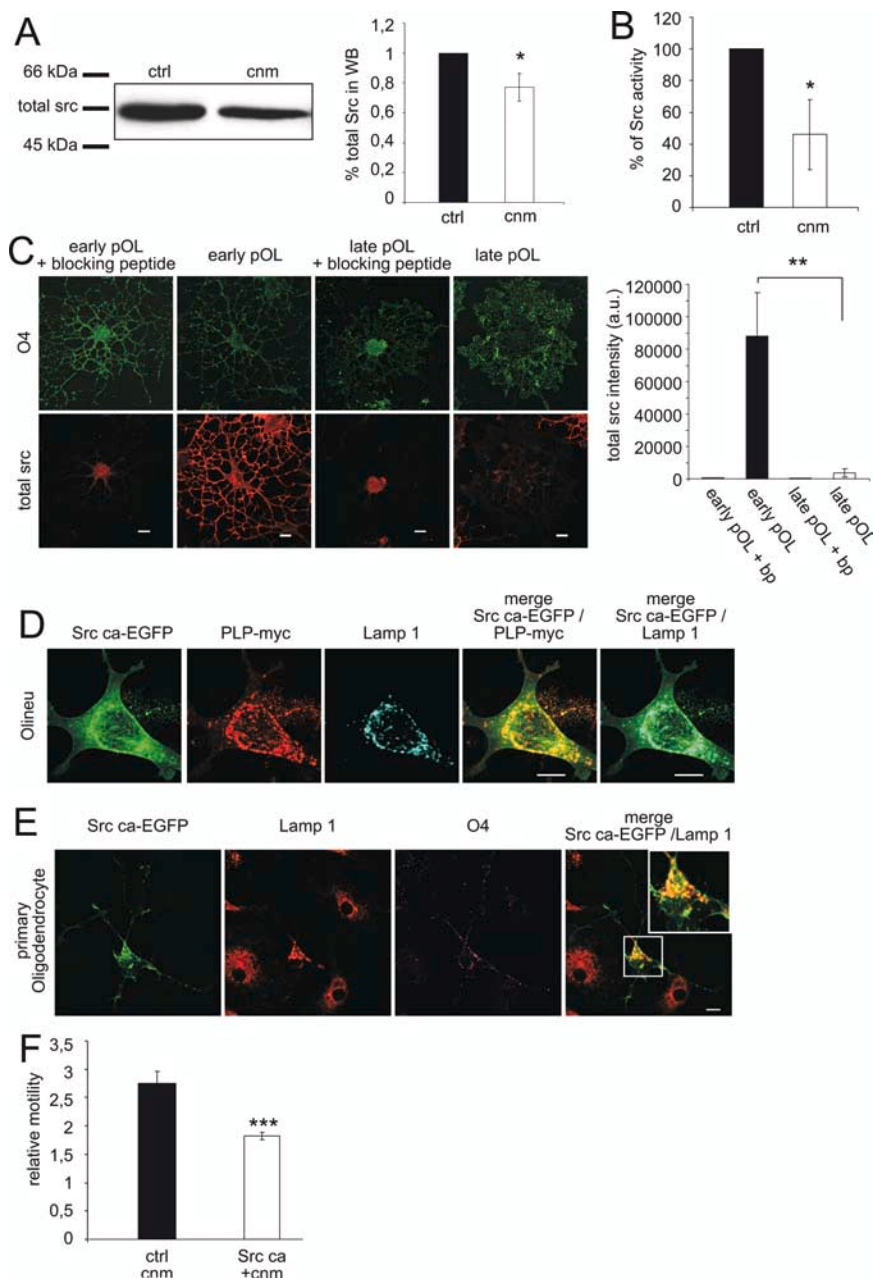 A
66 kDa
total src
45 kDa
ctrl cnm
% total Src in WB
1,2
1
0,8
0,6
0,4
0,2
0
*
ctrl cnm
B
% of Src activity
120
100
80
60
40
20
0
*
ctrl cnm
C
early pOL
+ blocking peptide
early pOL
late pOL
+ blocking peptide
late pOL
O4
total src
total src intensity (a.u.)
120000
100000
80000
60000
40000
20000
0
**
early pOL + bp
early pOL
late pOL + bp
late pOL
D
Src ca-EGFP
PLP-myc
Lamp 1
merge
Src ca-EGFP /
PLP-myc
merge
Src ca-EGFP /
Lamp 1
Olineu
E
Src ca-EGFP
Lamp 1
O4
merge
Src ca-EGFP /Lamp 1
primary
Oligodendrocyte
F
relative motility
3,5
3
2,5
2
1,5
1
0,5
0
***
ctrl
cnm
Src ca
+cnm